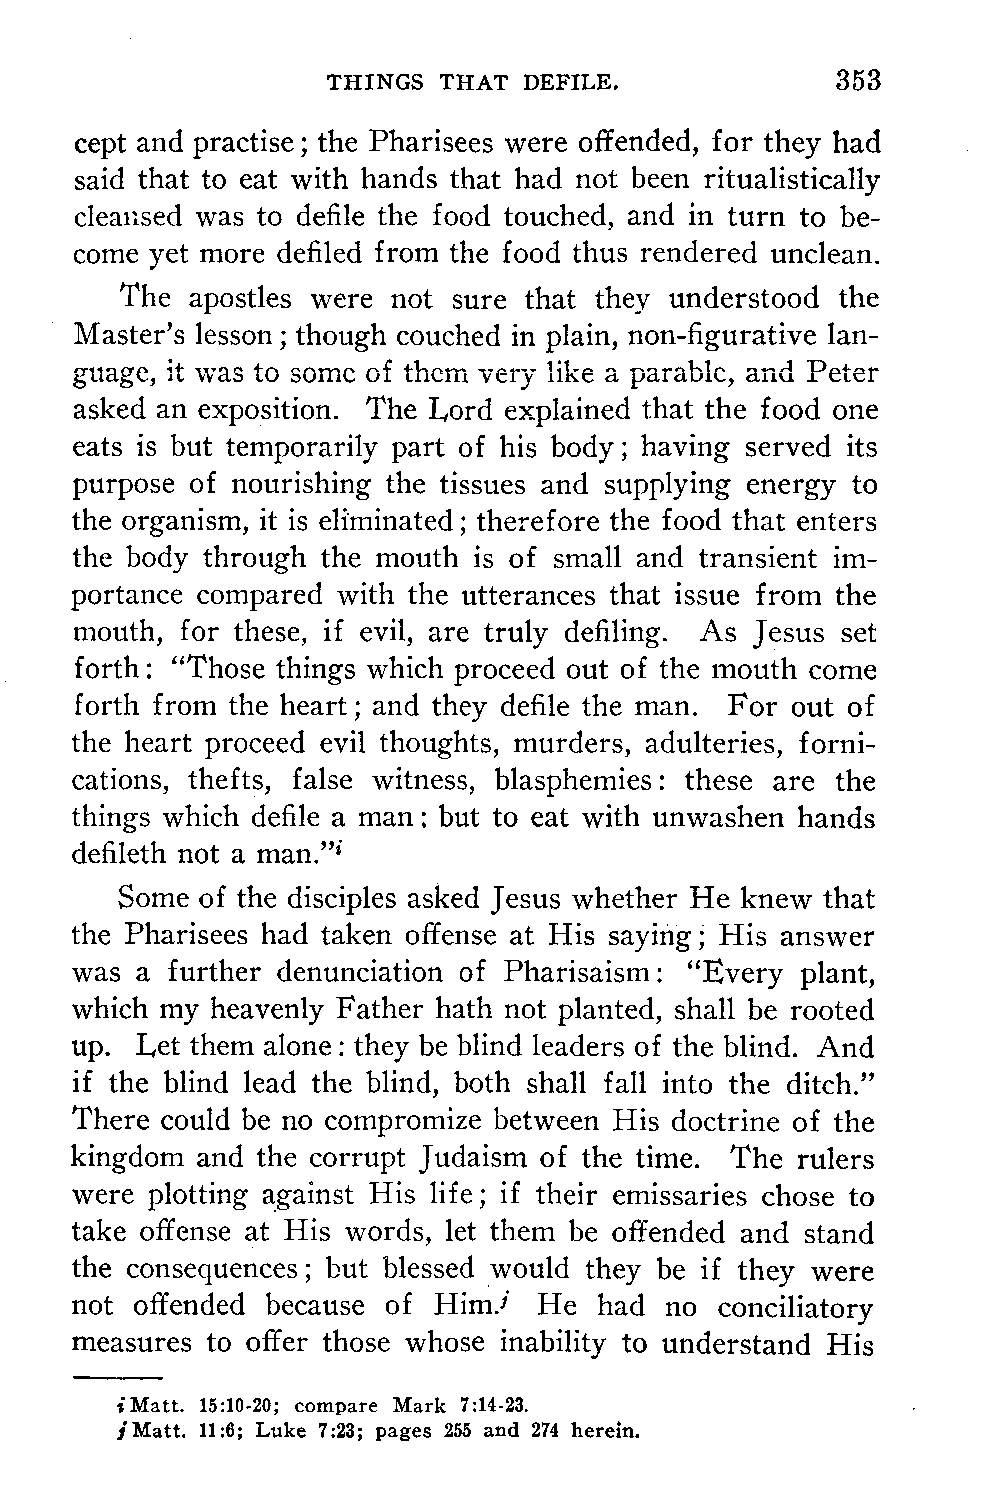 THINGS THAT DEFILE. 353
cept and practise; the Pharisees were offended, for they had
said that to eat with hands that had not been ritualistically
cleansed was to defile the food touched, and in turn to be-
come yet more defiled from the food thus rendered unclean.
The apostles were not sure that they understood the
Master's lesson; though couched in plain, non-figurative lan-
guage, it was to some of them very like a parable, and Peter
asked an exposition. The Lord explained that the food one
eats is but temporarily part of his body; having served its
purpose of nourishing the tissues and supplying energy to
the organism, it is eliminated; therefore the food that enters
the body through the mouth is of small and transient im-
portance compared with the utterances that issue from the
mouth, for these, if evil, are truly defiling. As Jesus set
forth: "Those things which proceed out of the mouth come
forth from the heart; and they defile the man. For out of
the heart proceed evil thoughts, murders, adulteries, forni-
cations, thefts, false witness, blasphemies: these are the
things which defile a man: but to eat with unwashen hands
defileth not a man."i
Some of the disciples asked Jesus whether He knew that
the Pharisees had taken offense at His saying; His answer
was a further denunciation of Pharisaism: "Every plant,
which my heavenly Father hath not planted, shall be rooted
up. Let them alone: they be blind leaders of the blind. And
if the blind lead the blind, both shall fall into the ditch."
There could be no compromize between His doctrine of the
kingdom and the corrupt Judaism of the time. The rulers
were plotting against His life; if their emissaries chose to
take offense at His words, let them be offended and stand
the consequences; but blessed would they be if they were
not offended because of Him.j He had no conciliatory
measures to offer those whose inability to understand His
i Matt. 15:10-20; compare Mark 7:14-23.
j Matt. 11:6; Luke 7:23; pages 255 and 274 herein.